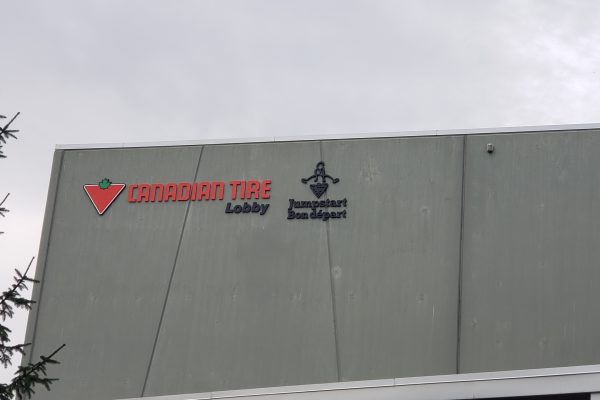 CANADIAN TIRE
Lobby
Jumpstart
Bon départ